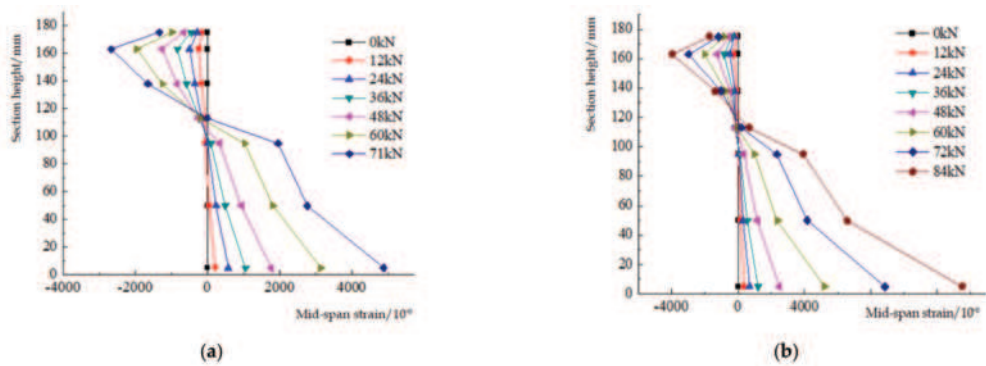 180
160
140
120
100
80
60
40
20
0
Section height/mm
0kN
12kN
24kN
36kN
48kN
60kN
71kN
-4000
-2000
0
2000
4000
Mid-span strain/10
(a)
180
160
140
120
100
80
60
40
20
0
Section height/mm
0kN
12kN
24kN
36kN
48kN
60kN
72kN
84kN
-4000
0
4000
Mid-span strain/10
(b)